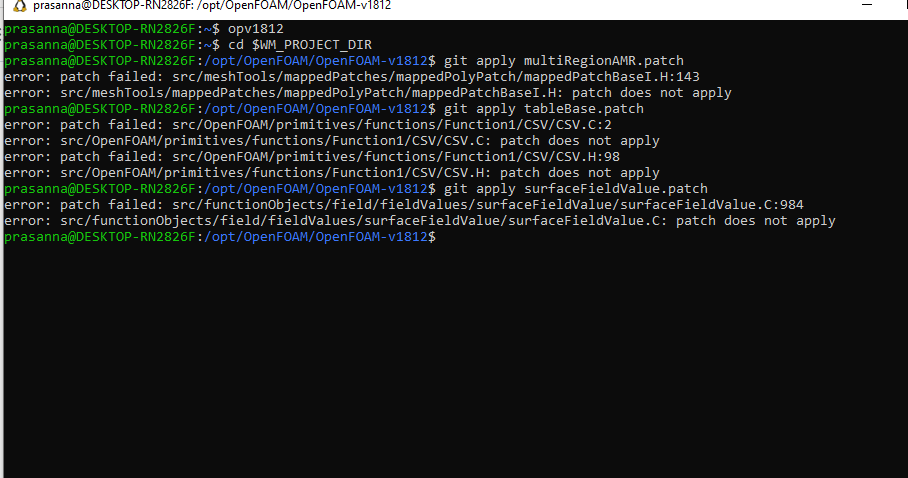 prasanna@DESKTOP-RN2826F: /opt/OpenFOAM/OpenFOAM-v1812
prasanna@DESKTOP-RN2826F:~$ opv1812
prasanna@DESKTOP-RN2826F:~$ cd $WM_PROJECT_DIR
prasanna@DESKTOP-RN2826F:/opt/OpenFOAM/OpenFOAM-v1812$ git apply multiRegionAMR.patch
error: patch failed: src/meshTools/mappedPatches/mappedPolyPatch/mappedPatchBaseI.H:143
error: src/meshTools/mappedPatches/mappedPolyPatch/mappedPatchBaseI.H: patch does not apply
prasanna@DESKTOP-RN2826F:/opt/OpenFOAM/OpenFOAM-v1812$ git apply tableBase.patch
error: patch failed: src/OpenFOAM/primitives/functions/Function1/CSV/CSV.C:2
error: src/OpenFOAM/primitives/functions/Function1/CSV/CSV.C: patch does not apply
error: patch failed: src/OpenFOAM/primitives/functions/Function1/CSV/CSV.H:98
error: src/OpenFOAM/primitives/functions/Function1/CSV/CSV.H: patch does not apply
prasanna@DESKTOP-RN2826F:/opt/OpenFOAM/OpenFOAM-v1812$ git apply surfaceFieldValue.patch
error: patch failed: src/functionObjects/field/fieldValues/surfaceFieldValue/surfaceFieldValue.C:984
error: src/functionObjects/field/fieldValues/surfaceFieldValue/surfaceFieldValue.C: patch does not apply
prasanna@DESKTOP-RN2826F:/opt/OpenFOAM/OpenFOAM-v1812$